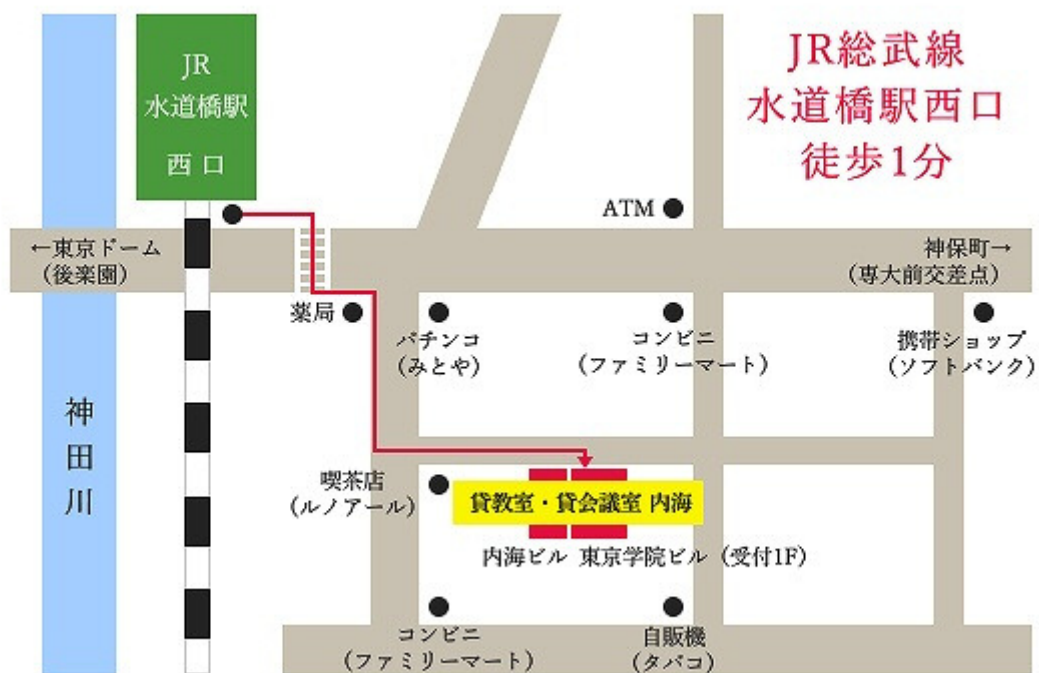 JR
水道橋駅
西口
JR総武線
水道橋駅西口
徒歩1分
ATM
←東京ドーム
(後楽園)
神保町→
(専大前交差点)
薬局
パチンコ
(みとや)
コンビニ
(ファミリーマート)
携帯ショップ
(ソフトバンク)
神田川
喫茶店
(ルノアール)
貸教室・貸会議室 内海
内海ビル 東京学院ビル (受付1F)
コンビニ
(ファミリーマート)
自販機
(タバコ)